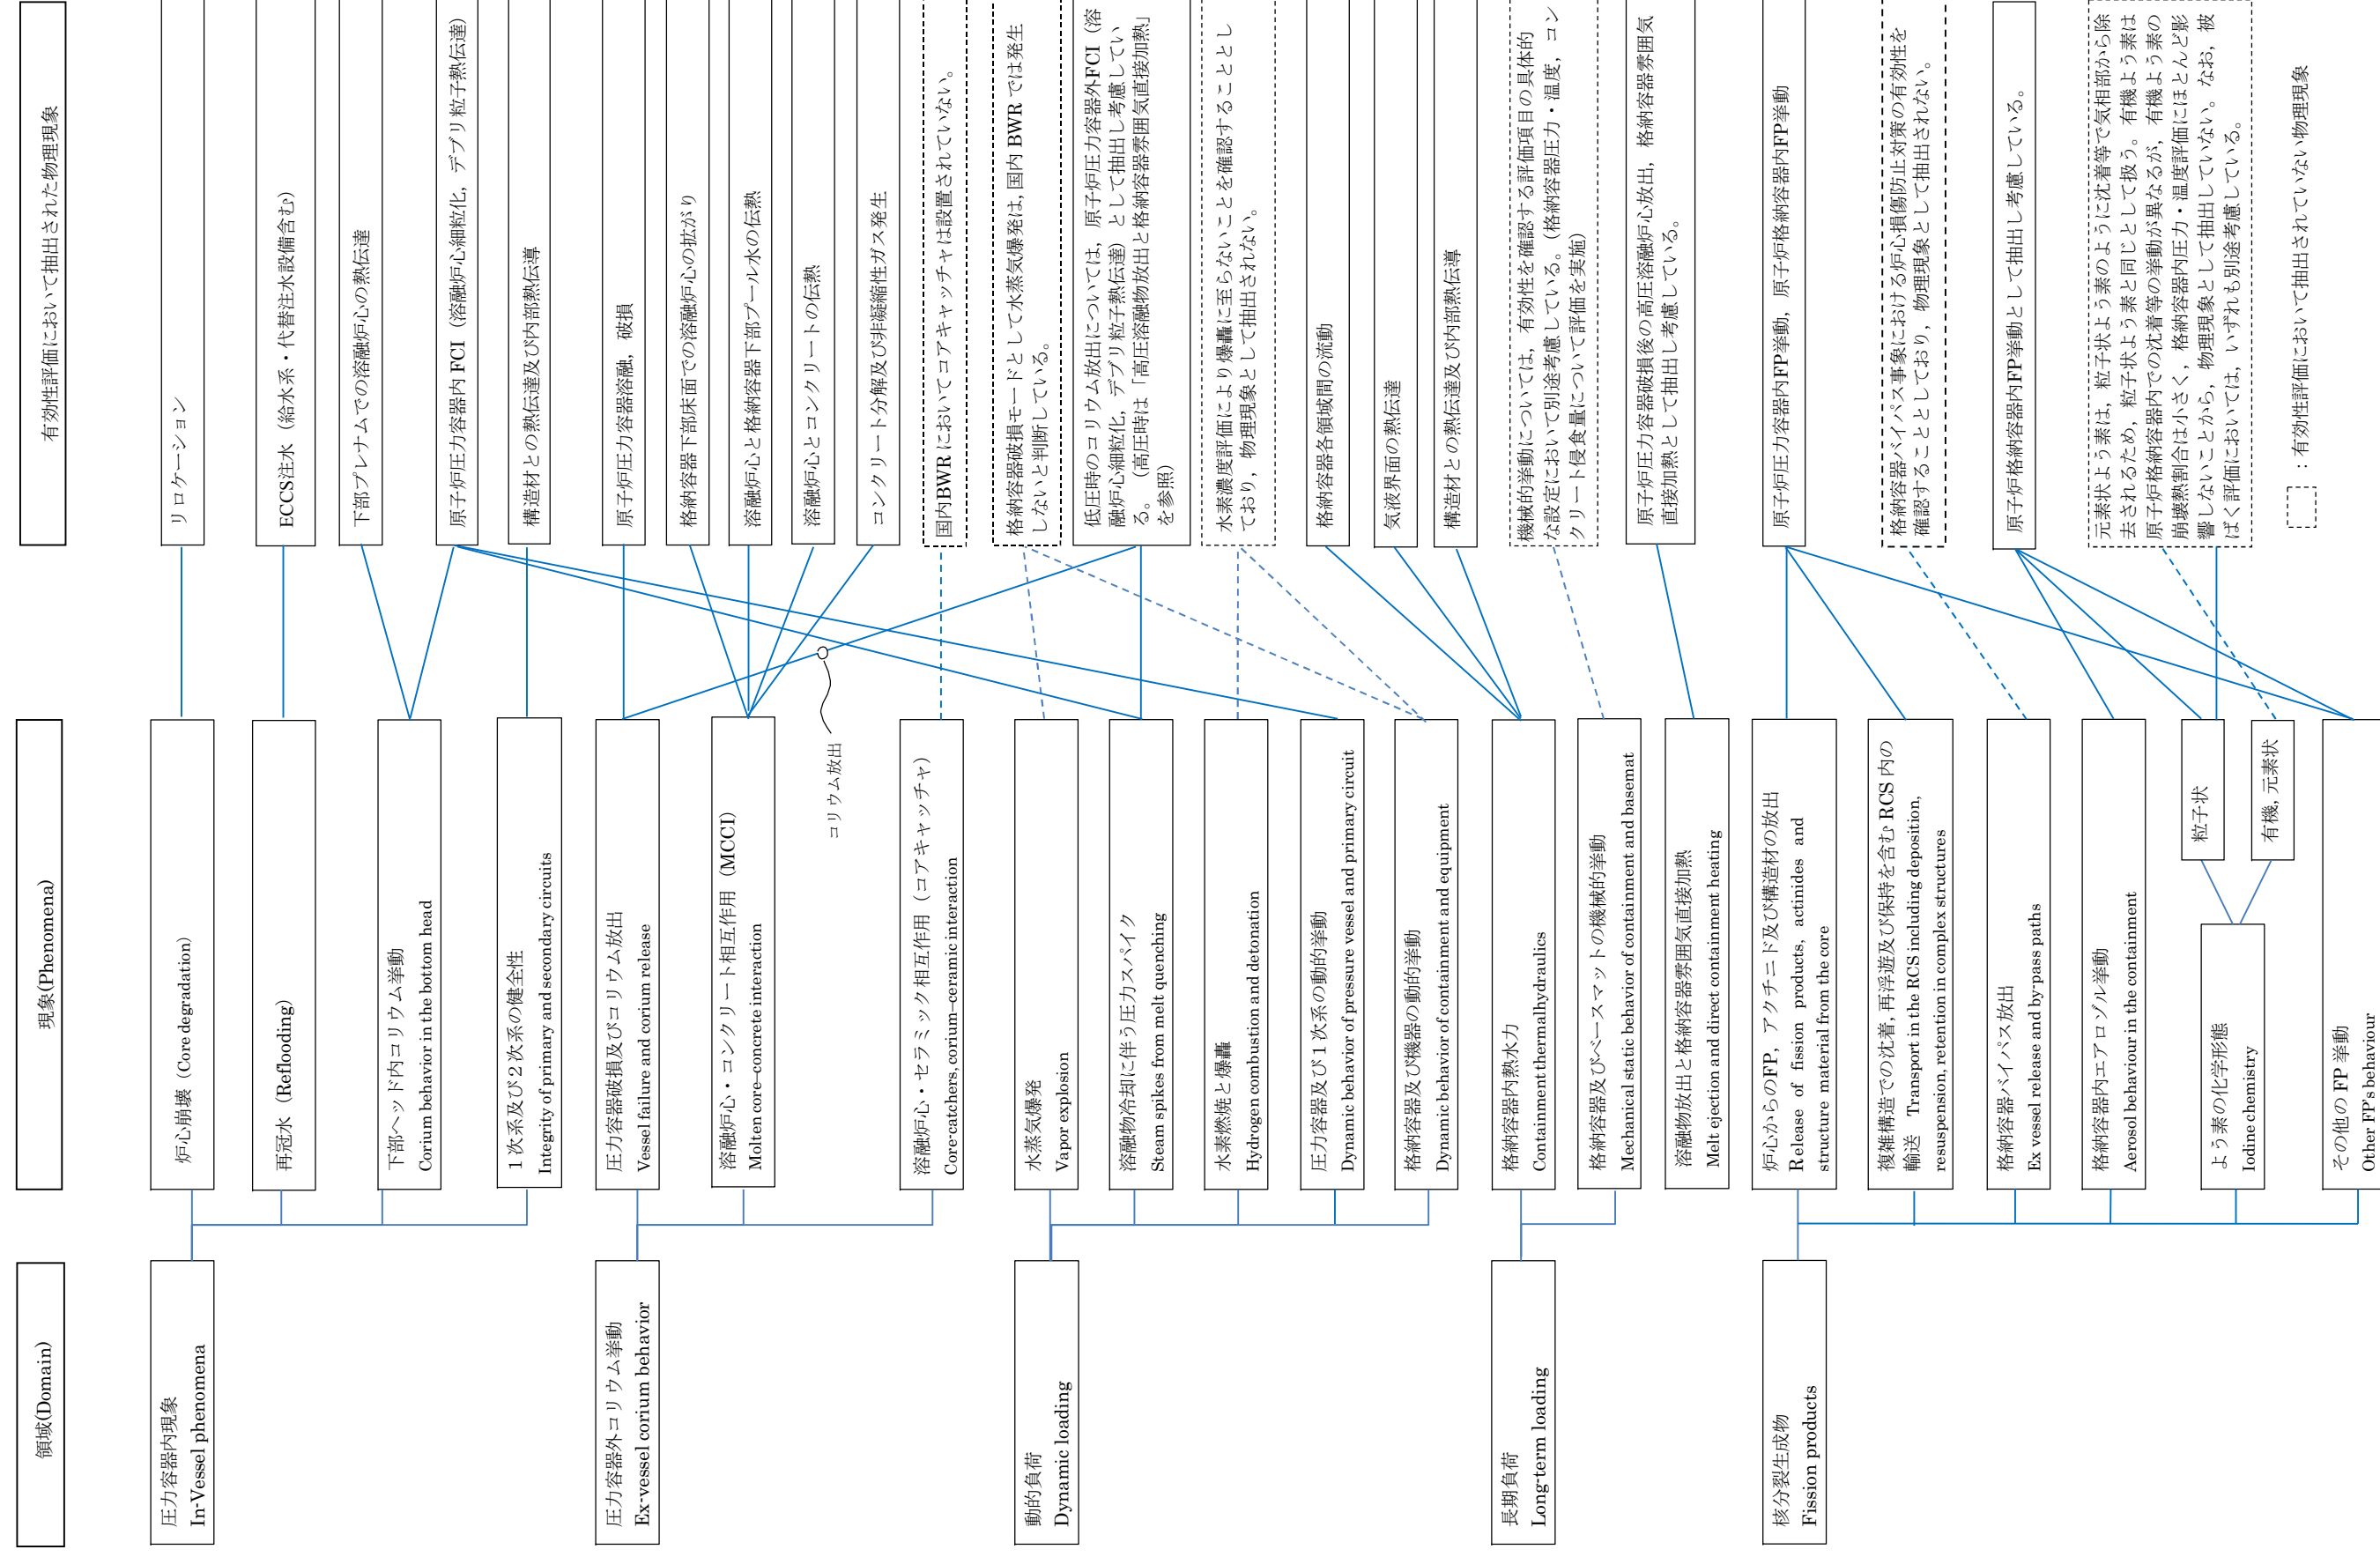 領域(Domain)
現象(Phenomena)
有効性評価において抽出された物理現象
圧力容器内現象
In-Vessel phenomena
炉心崩壊（Core degradation）
再冠水（Reflooding）
下部ヘッド内コリウム挙動
Corium behavior in the bottom head
１次系及び２次系の健全性
Integrity of primary and secondary circuits
リロケーション
ECCS注水（給水系・代替注水設備含む）
下部プレナムでの溶融炉心の熱伝達
原子炉圧力容器内 FCI（溶融炉心細粒化，デブリ粒子熱伝達）
構造材との熱伝達及び内部熱伝導
圧力容器外コリウム挙動
Ex-vessel corium behavior
圧力容器破損及びコリウム放出
Vessel failure and corium release
溶融炉心・コンクリート相互作用（MCCI）
Molten core–concrete interaction
溶融炉心・セラミック相互作用（コアキャッチャ）
Core-catchers, corium–ceramic interaction
コリウム放出
原子炉圧力容器溶融，破損
格納容器下部床面での溶融炉心の拡がり
溶融炉心と格納容器下部プール水の伝熱
溶融炉心とコンクリートの伝熱
コンクリート分解及び非凝縮性ガス発生
国内BWR においてコアキャッチャは設置されていない。
動的負荷
Dynamic loading
水蒸気爆発
Vapor explosion
溶融物冷却に伴う圧力スパイク
Steam spikes from melt quenching
水素燃焼と爆轟
Hydrogen combustion and detonation
圧力容器及び１次系の動的挙動
Dynamic behavior of pressure vessel and primary circuit
格納容器及び機器の動的挙動
Dynamic behavior of containment and equipment
格納容器破損モードとして水蒸気爆発は，国内 BWR では発生
しないと判断している。
低圧時のコリウム放出については，原子炉圧力容器外FCI（溶
融炉心細粒化，デブリ粒子熱伝達）として抽出し考慮してい
る。（高圧時は「高圧溶融物放出と格納容器雰囲気直接加熱」
を参照）
水素濃度評価により爆轟に至らないことを確認することとし
ており，物理現象として抽出されない。
長期負荷
Long-term loading
格納容器内熱水力
Containment thermalhydraulics
格納容器及びベースマットの機械的挙動
Mechanical static behavior of containment and basemat
溶融物放出と格納容器雰囲気直接加熱
Melt ejection and direct containment heating
格納容器各領域間の流動
気液界面の熱伝達
構造材との熱伝達及び内部熱伝導
機械的挙動については，有効性を確認する評価項目の具体的
な設定において別途考慮している。（格納容器圧力・温度，コン
クリート侵食量について評価を実施）
原子炉圧力容器破損後の高圧溶融炉心放出，格納容器雰囲気
直接加熱として抽出し考慮している。
核分裂生成物
Fission products
炉心からのFP，アクチニド及び構造材の放出
Release of fission products, actinides and
structure material from the core
複雑構造での沈着，再浮遊及び保持を含む RCS 内の
輸送 Transport in the RCS including deposition,
resuspension, retention in complex structures
格納容器バイパス放出
Ex vessel release and by-pass paths
格納容器内エアロゾル挙動
Aerosol behaviour in the containment
よう素の化学形態
Iodine chemistry
粒子状
有機，元素状
その他の FP 挙動
Other FP's behaviour
原子炉圧力容器内FP挙動，原子炉格納容器内FP挙動
格納容器バイパス事象における炉心損傷防止対策の有効性を
確認することとしており，物理現象として抽出されない。
原子炉格納容器内FP挙動として抽出し考慮している。
元素状よう素は，粒子状よう素のように沈着等で気相部から除
去されるため，粒子状よう素と同じとして扱う。有機よう素は
原子炉格納容器内での沈着等の挙動が異なるが，有機よう素の
崩壊熱割合は小さく，格納容器内圧力・温度評価にほとんど影
響しないことから，物理現象として抽出していない。なお，被
ばく評価においては，いずれも別途考慮している。
：有効性評価において抽出されていない物理現象